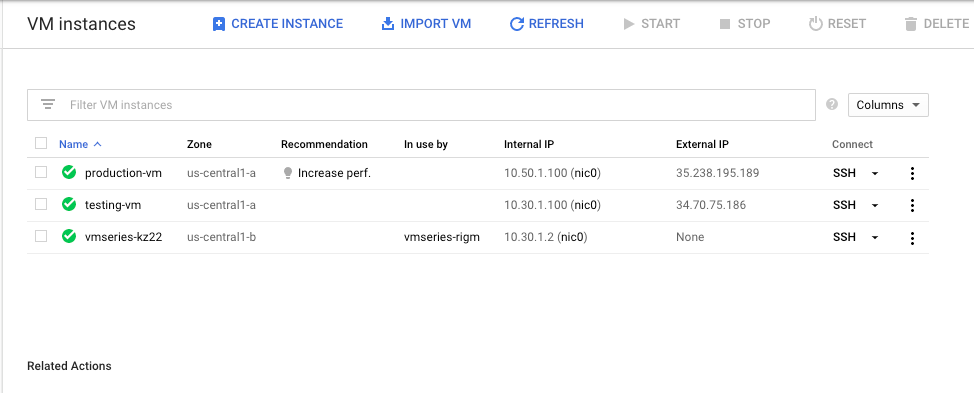 VM instances CREATE INSTANCE IMPORT VM REFRESH START STOP RESET DELETE
Filter VM instances ? Columns
Name Zone Recommendation In use by Internal IP External IP Connect
production-vm us-central1-a Increase perf. 10.50.1.100 (nic0) 35.238.195.189 SSH
testing-vm us-central1-a 10.30.1.100 (nic0) 34.70.75.186 SSH
vmseries-kz22 us-central1-b vmseries-rigm 10.30.1.2 (nic0) None SSH
Related Actions